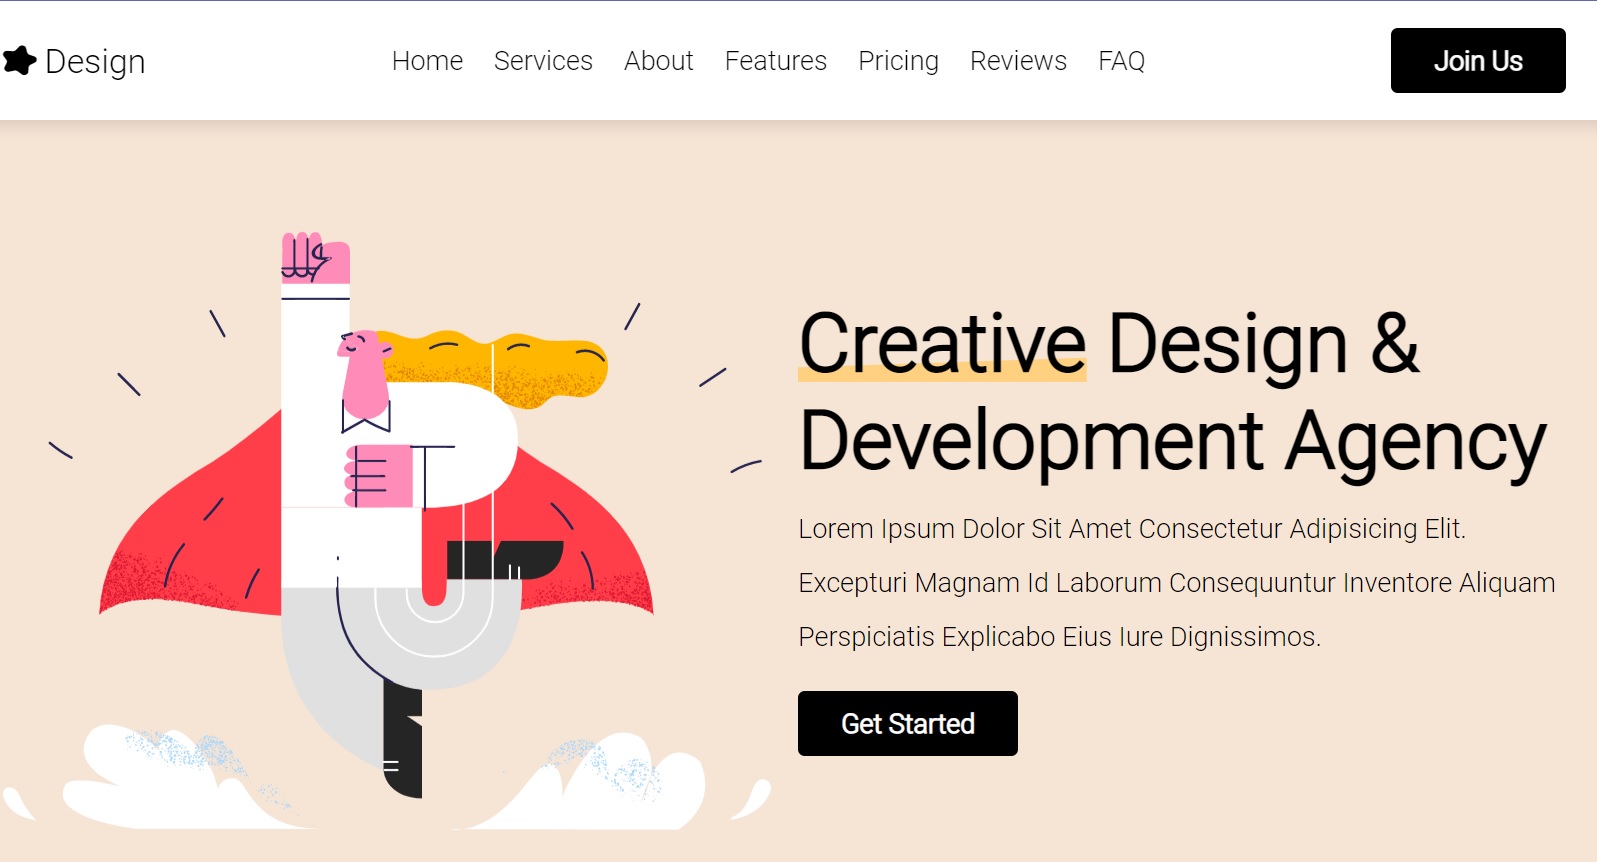 Design
Home Services About Features Pricing Reviews FAQ
Join Us
Creative Design &
Development Agency
Lorem Ipsum Dolor Sit Amet Consectetur Adipisicing Elit.
Excepturi Magnam Id Laborum Consequuntur Inventore Aliquam
Perspiciatis Explicabo Eius Iure Dignissimos.
Get Started